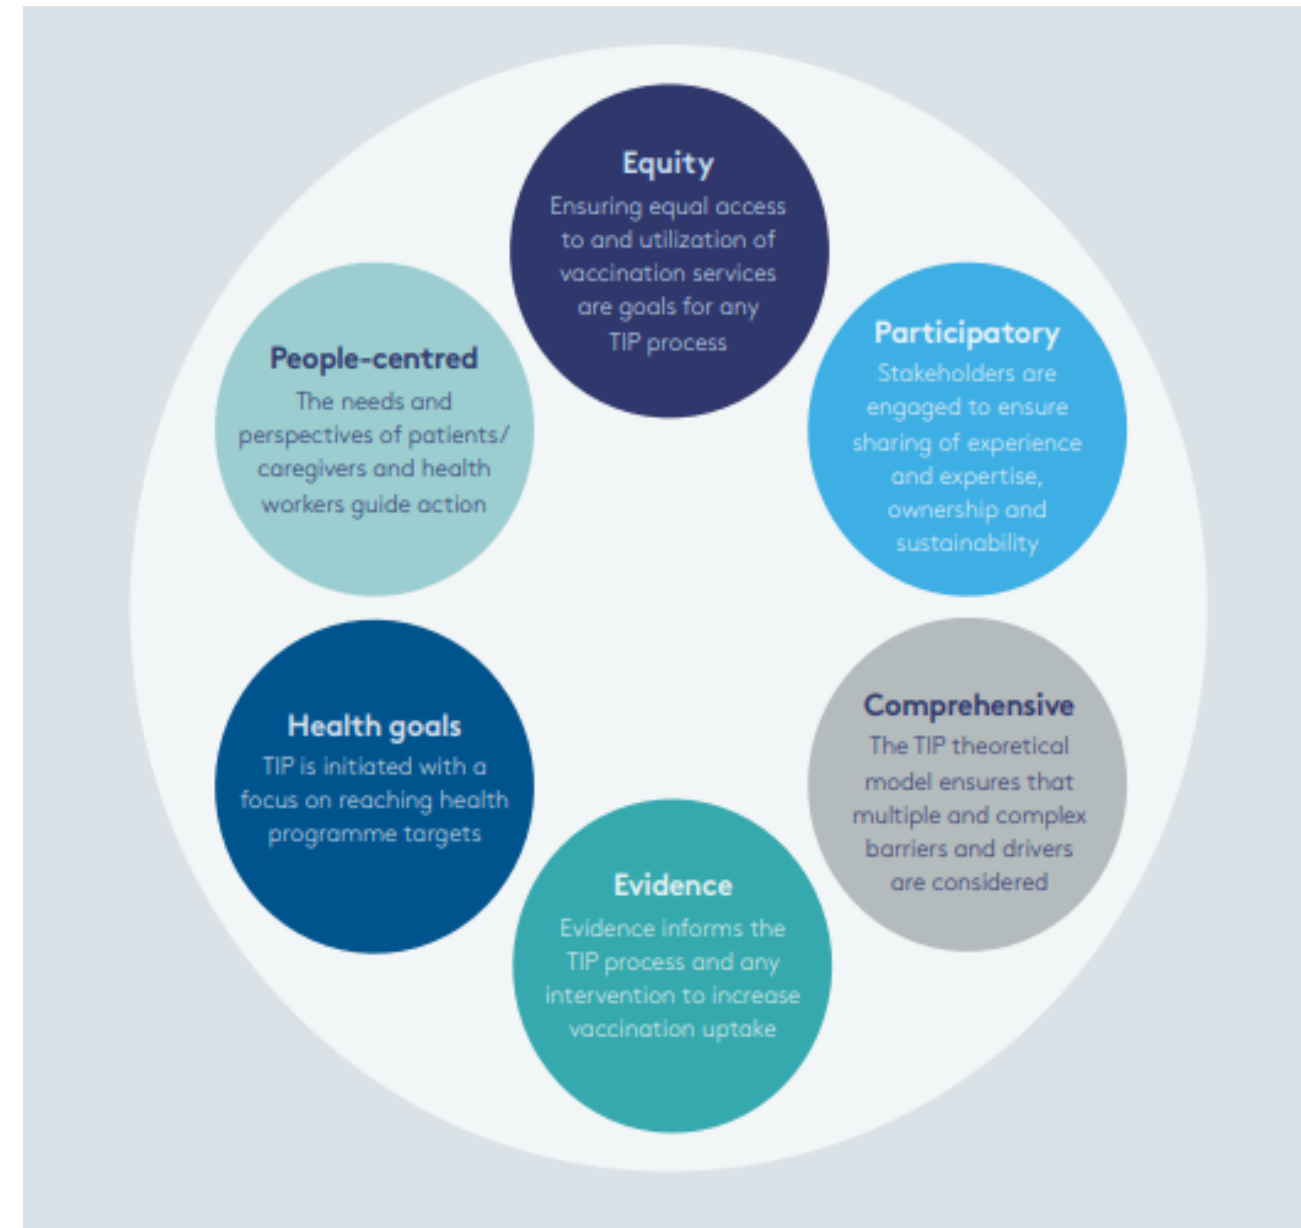 Equity
Ensuring equal access
to and utilization of
vaccination services
are goals for any
TIP process
Participatory
Stakeholders are
engaged to ensure
sharing of experience
and expertise,
ownership and
sustainability
Comprehensive
The TIP theoretical
model ensures that
multiple and complex
barriers and drivers
are considered
Evidence
Evidence informs the
TIP process and any
intervention to increase
vaccination uptake
Health goals
TIP is initiated with a
focus on reaching health
programme targets
People-centred
The needs and
perspectives of patients/
caregivers and health
workers guide action